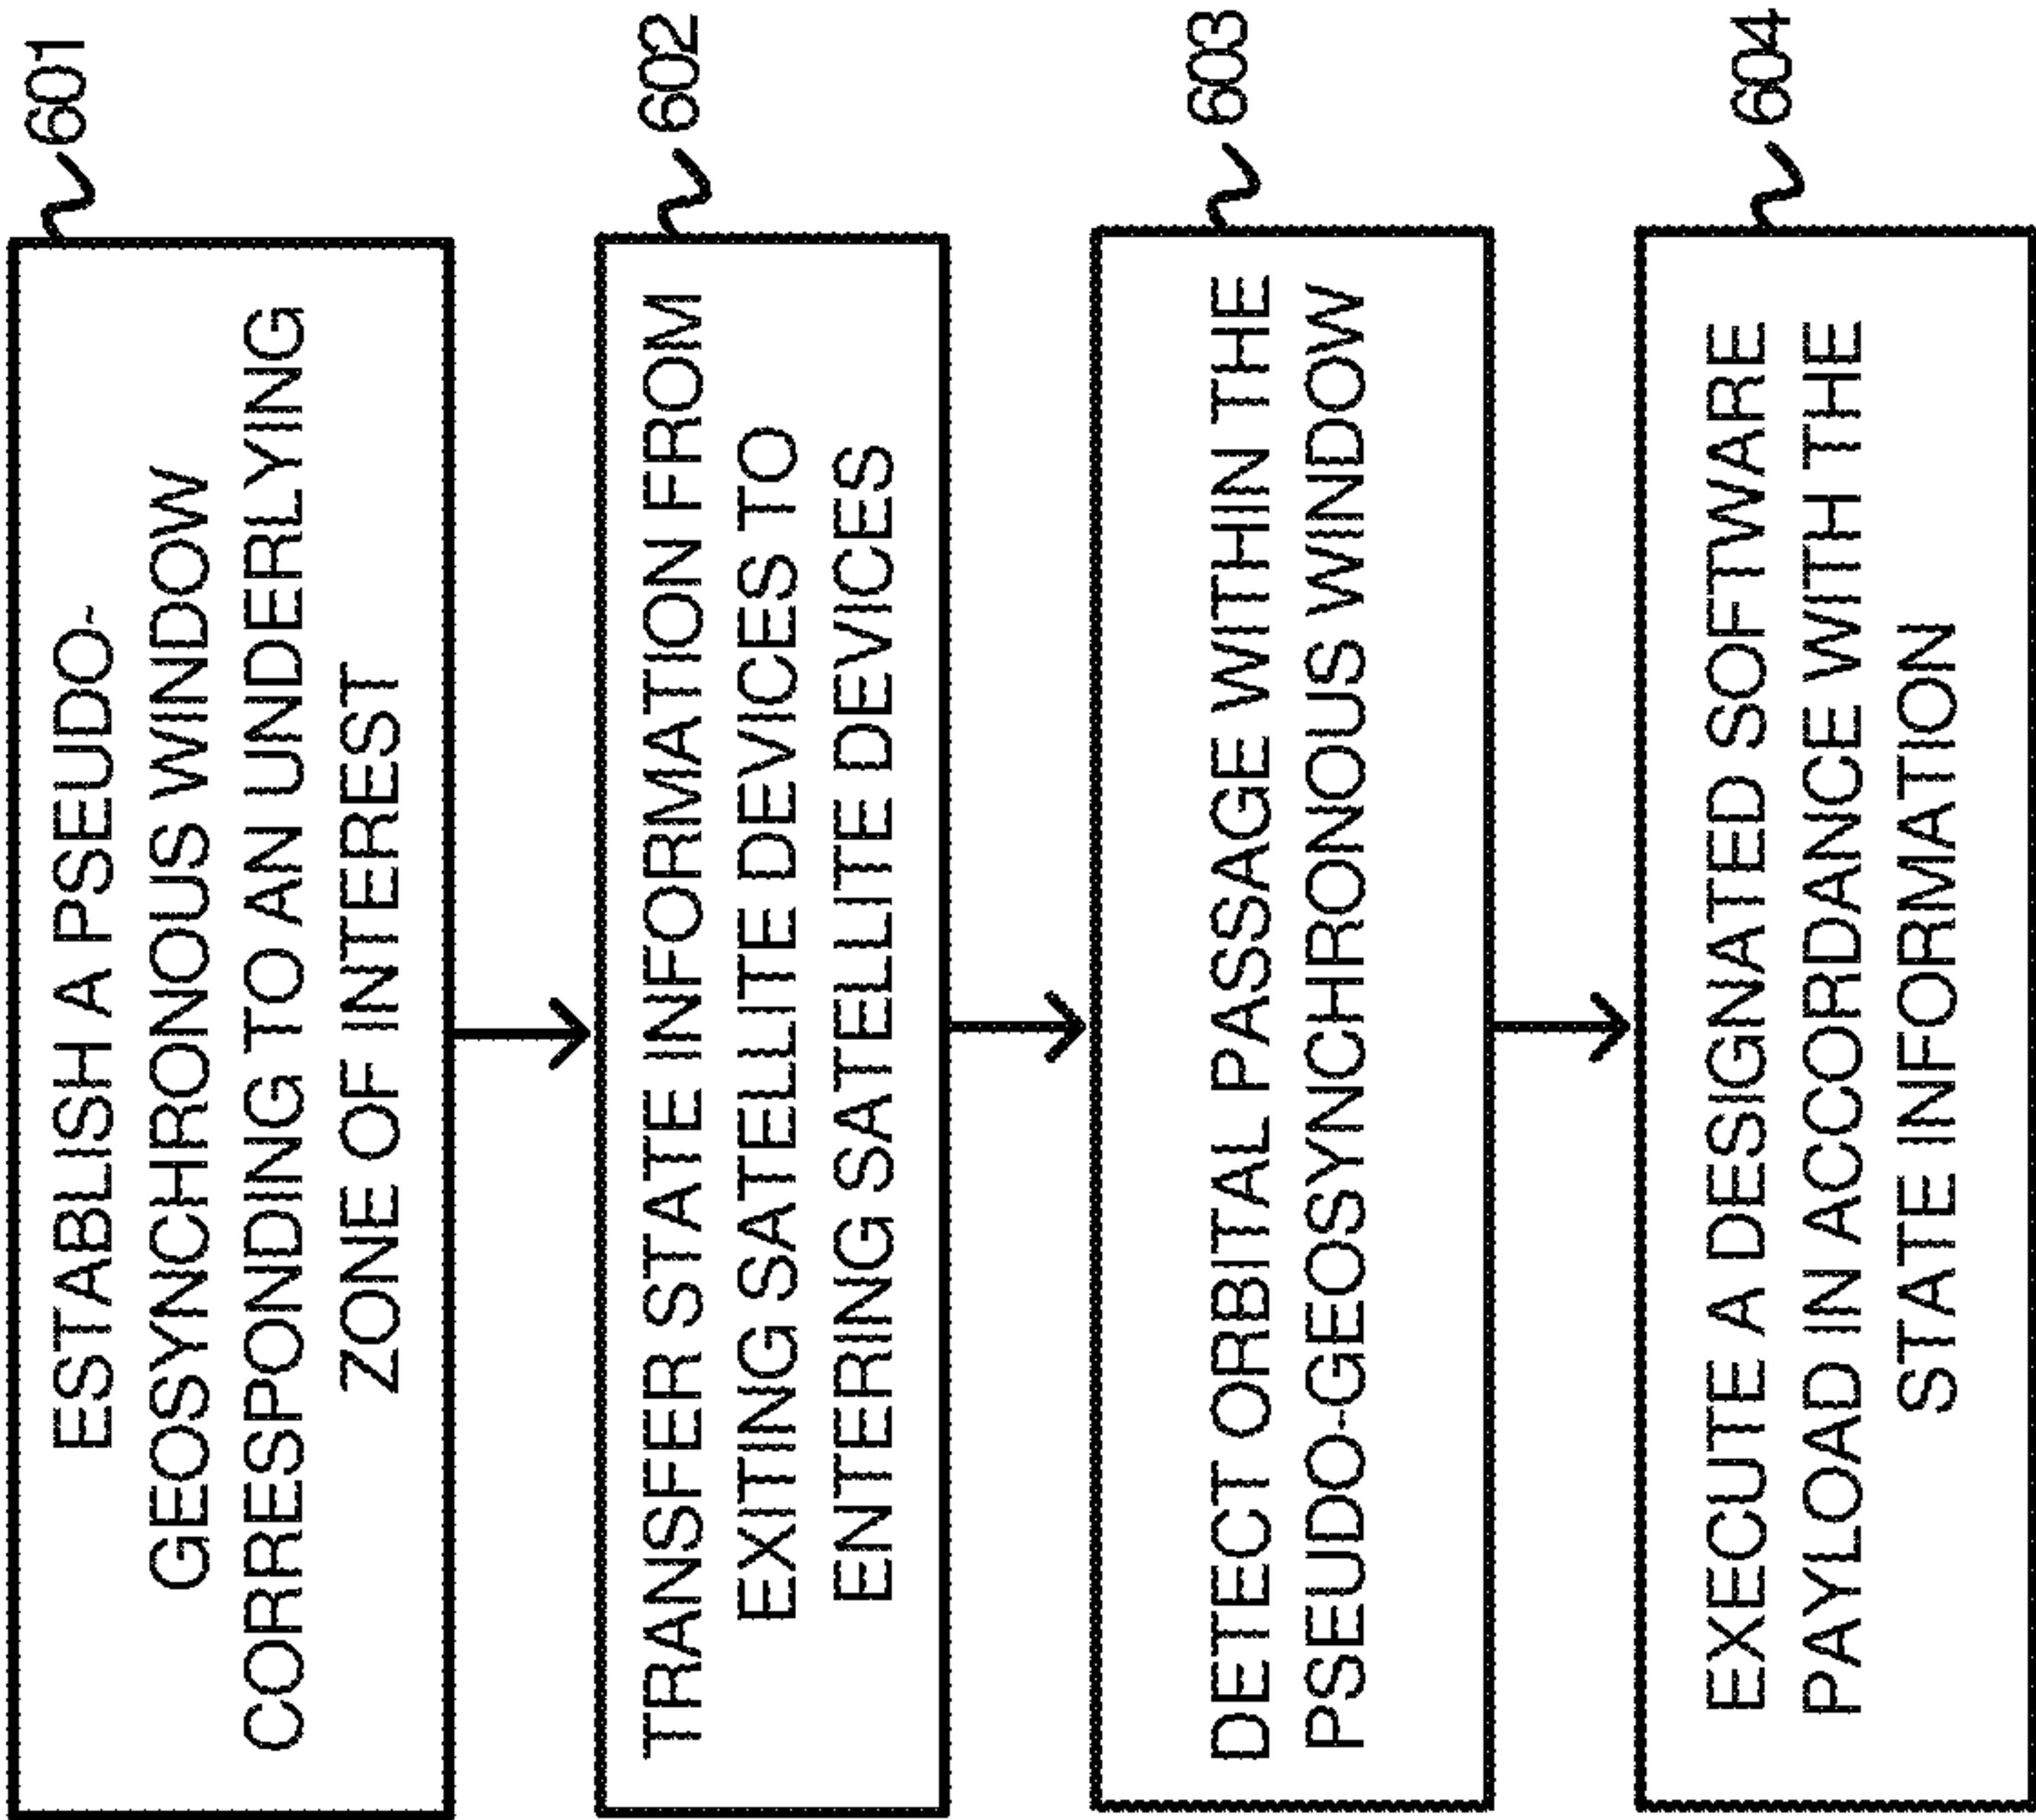 601
ESTABLISH A PSEUDO-
GEOSYNCHRONOUS WINDOW
CORRESPONDING TO AN UNDERLYING
ZONE OF INTEREST
602
TRANSFER STATE INFORMATION FROM
EXITING SATELLITE DEVICES TO
ENTERING SATELLITE DEVICES
603
DETECT ORBITAL PASSAGE WITHIN THE
PSEUDO-GEOSYNCHRONOUS WINDOW
604
EXECUTE A DESIGNATED SOFTWARE
PAYLOAD IN ACCORDANCE WITH THE
STATE INFORMATION